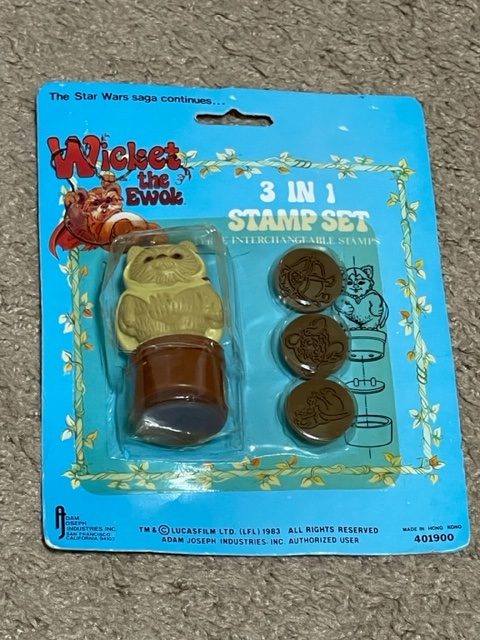 The Star Wars saga continues...
Wicket
the
Ewok
3 IN 1
STAMP SET
INTERCHANGEABLE STAMPS
ADAM
JOSEPH
INDUSTRIES INC.
SAN FRANCISCO
CALIFORNIA 94103
TM & © LUCASFILM LTD. (LFL) 1983 ALL RIGHTS RESERVED
ADAM JOSEPH INDUSTRIES INC. AUTHORIZED USER
MADE IN HONG KONG
401900